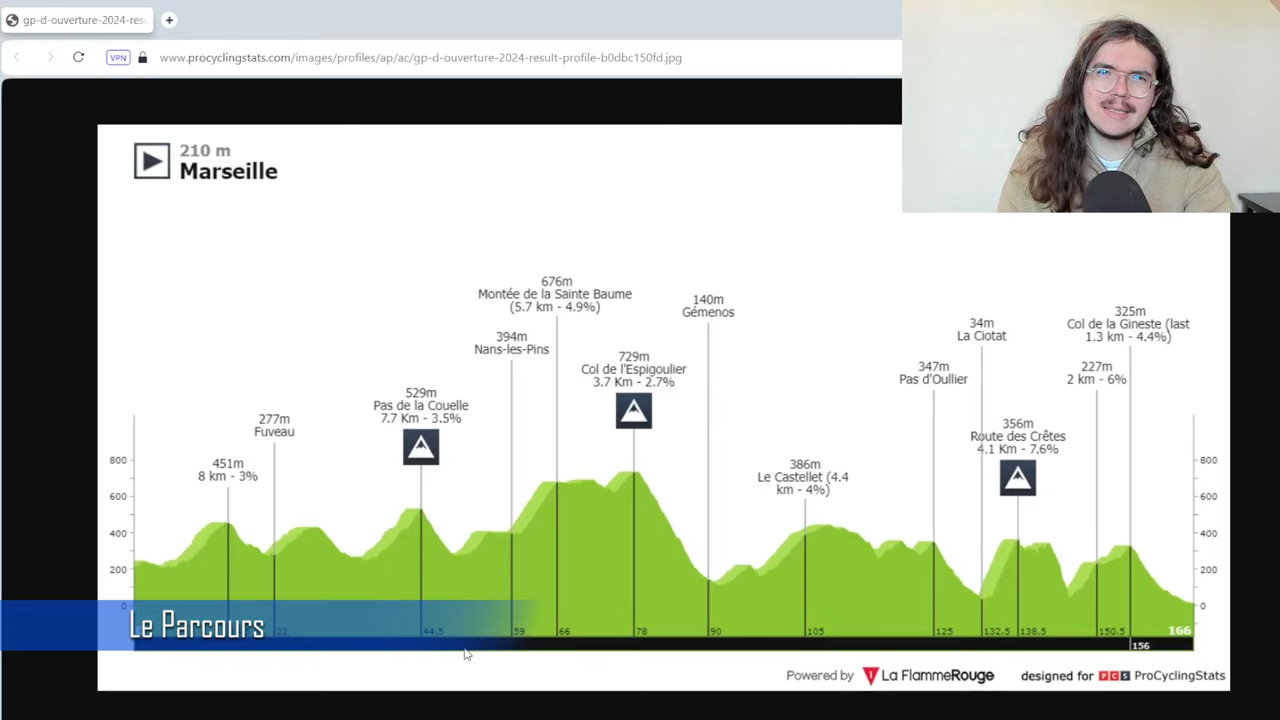 gp-d-ouverture-2024-resu
VPN
www.procyclingstats.com/images/profiles/ap/ac/gp-d-ouverture-2024-result-profile-b0dbc150fd.jpg
210 m
Marseille
451m
8 km - 3%
277m
Fuveau
529m
Pas de la Couelle
7.7 Km - 3.5%
394m
Nans-les-Pins
676m
Montée de la Sainte Baume
(5.7 km - 4.9%)
729m
Col de l'Espigoulier
3.7 Km - 2.7%
140m
Gémenos
386m
Le Castellet (4.4
km - 4%)
347m
Pas d'Oullier
34m
La Ciotat
356m
Route des Crêtes
4.1 Km - 7.6%
227m
2 km - 6%
325m
Col de la Gineste (last
1.3 km - 4.4%)
800
600
400
200
0
800
600
400
200
0
22
44.5
59
66
78
90
105
125
132.5
138.5
150.5
156
166
Le Parcours
Powered by La FlammeRouge
designed for PCS ProCyclingStats